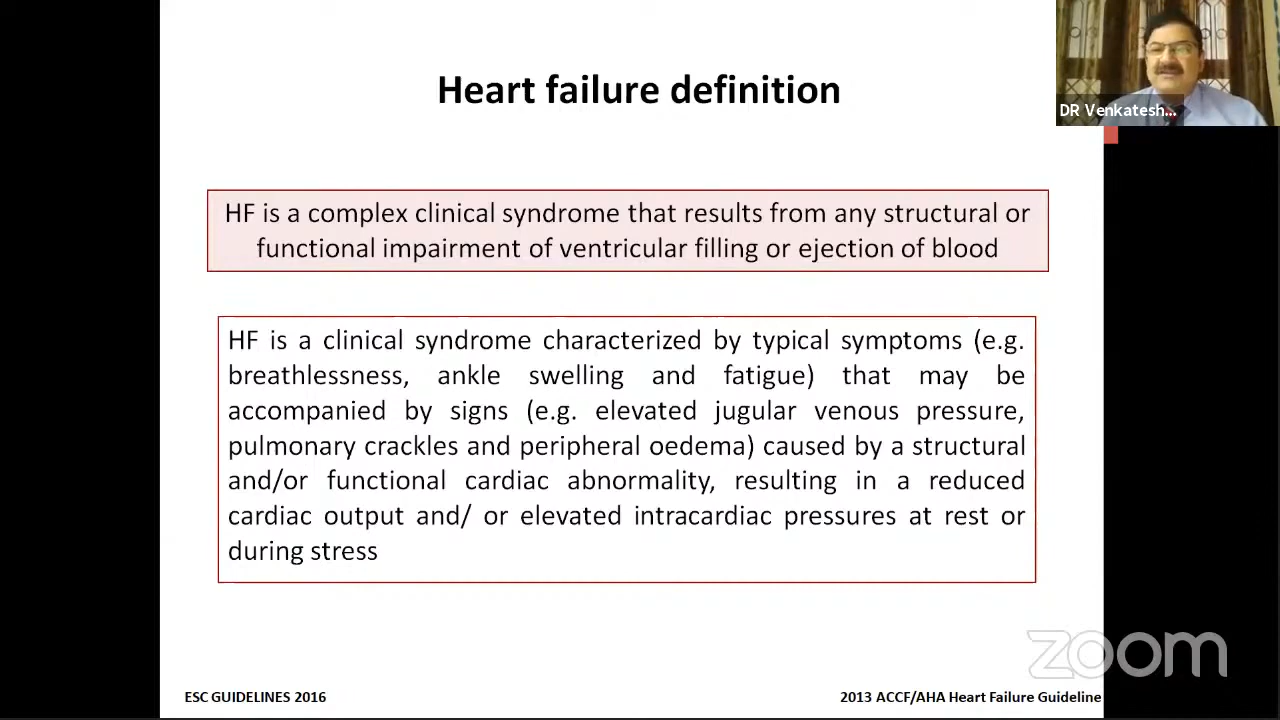 Heart failure definition
DR Venkatesh...
HF is a complex clinical syndrome that results from any structural or
functional impairment of ventricular filling or ejection of blood
HF is a clinical syndrome characterized by typical symptoms (e.g.
breathlessness, ankle swelling and fatigue) that may be
accompanied by signs (e.g. elevated jugular venous pressure,
pulmonary crackles and peripheral oedema) caused by a structural
and/or functional cardiac abnormality, resulting in a reduced
cardiac output and/ or elevated intracardiac pressures at rest or
during stress
zoom
ESC GUIDELINES 2016
2013 ACCF/AHA Heart Failure Guideline